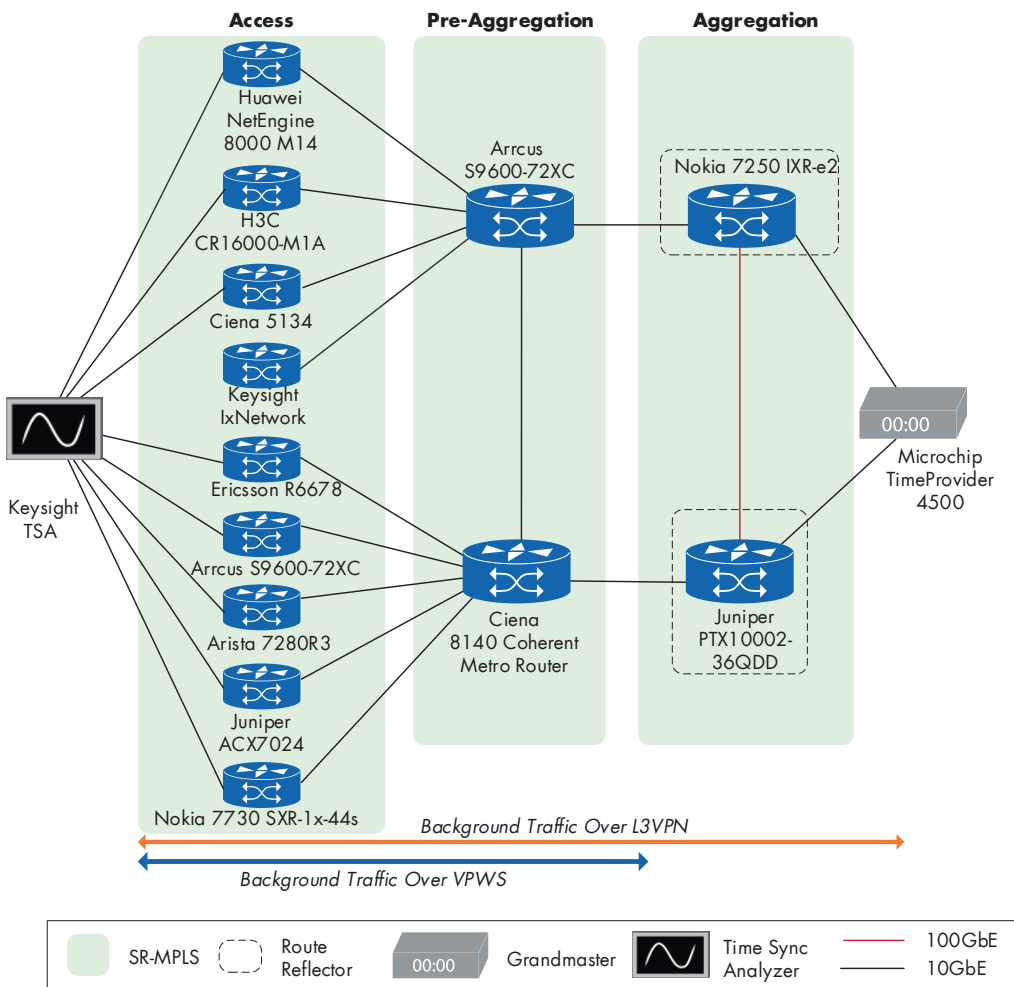 Access
Pre-Aggregation
Aggregation
Huawei
NetEngine
8000 M14
H3C
CR16000-M1A
Ciena 5134
Keysight
IxNetwork
Ericsson R6678
Arrcus S9600-72XC
Arista 7280R3
Juniper
ACX7024
Nokia 7730 SXR-1x-44s
Keysight
TSA
Arrcus
S9600-72XC
Ciena
8140 Coherent
Metro Router
Nokia 7250 IXR-e2
Juniper
PTX10002-
36QDD
00:00
Microchip
TimeProvider
4500
Background Traffic Over L3VPN
Background Traffic Over VPWS
SR-MPLS
Route
Reflector
00:00
Grandmaster
Time Sync
Analyzer
100GbE
10GbE